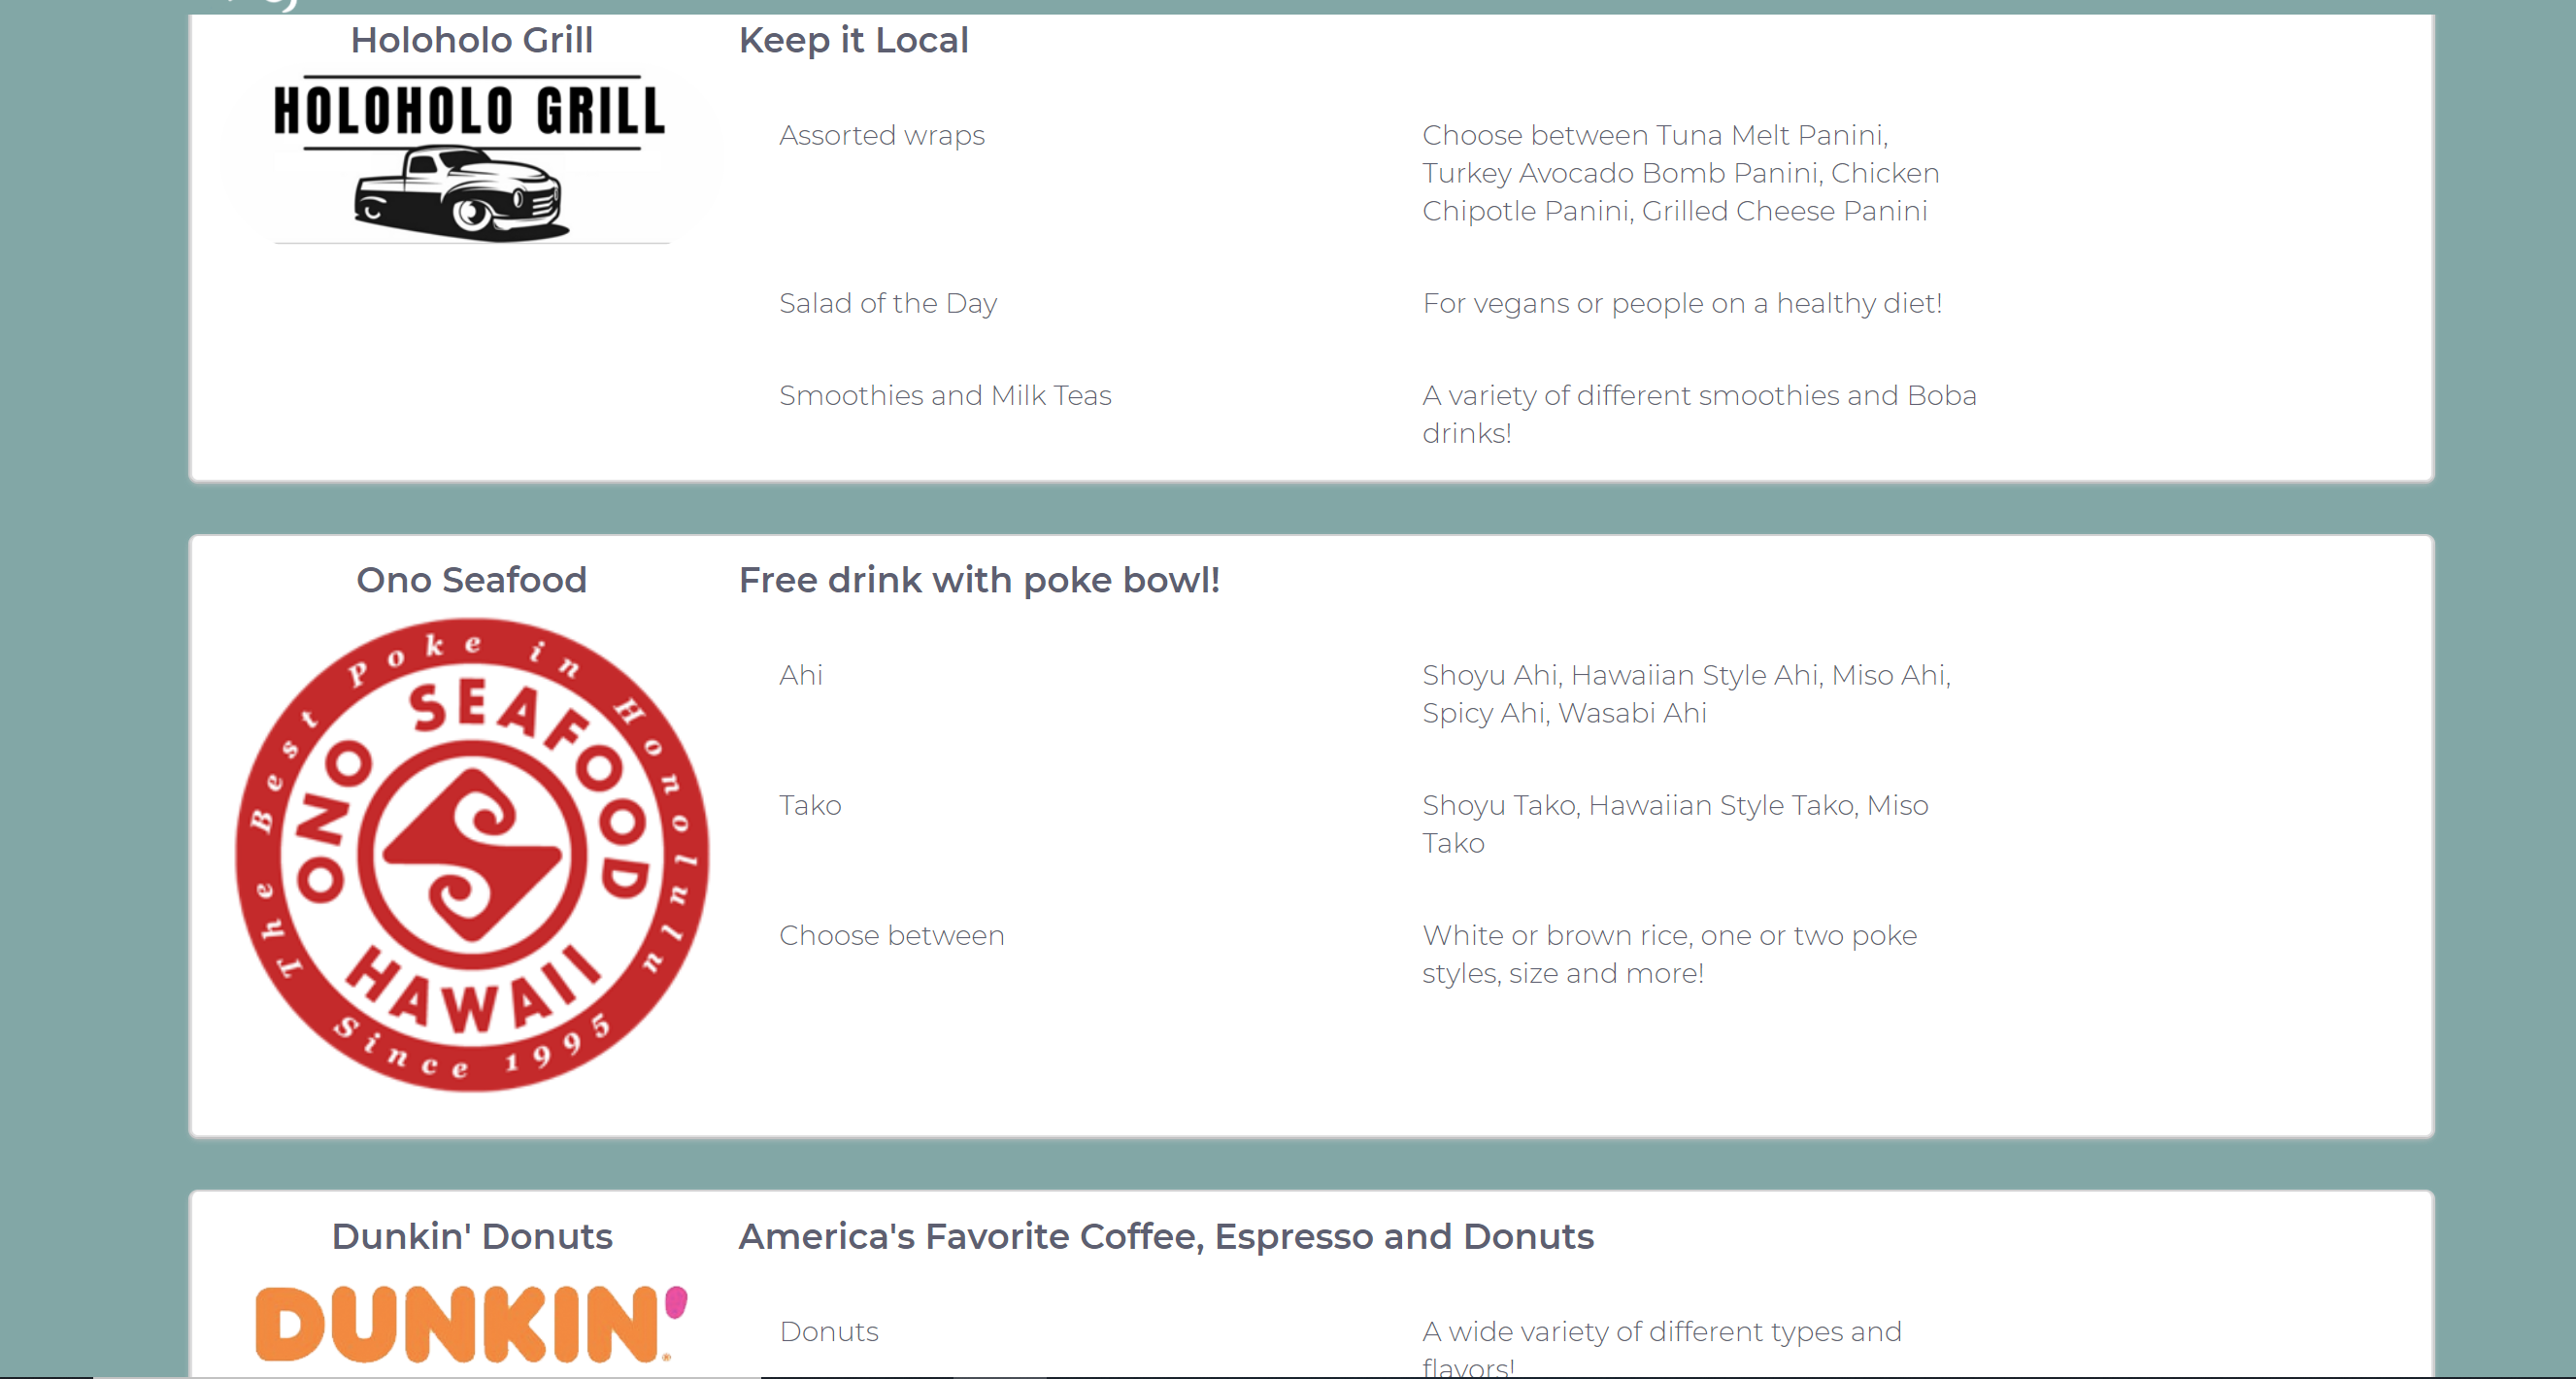 Holoholo Grill
HOLOHOLO GRILL
Keep it Local
Assorted wraps
Choose between Tuna Melt Panini,
Turkey Avocado Bomb Panini, Chicken
Chipotle Panini, Grilled Cheese Panini
Salad of the Day
For vegans or people on a healthy diet!
Smoothies and Milk Teas
A variety of different smoothies and Boba
drinks!
Ono Seafood
The Best Poke in Honolulu
ONO SEAFOOD
HAWAII
Since 1995
Free drink with poke bowl!
Ahi
Shoyu Ahi, Hawaiian Style Ahi, Miso Ahi,
Spicy Ahi, Wasabi Ahi
Tako
Shoyu Tako, Hawaiian Style Tako, Miso
Tako
Choose between
White or brown rice, one or two poke
styles, size and more!
Dunkin' Donuts
DUNKIN'
America's Favorite Coffee, Espresso and Donuts
Donuts
A wide variety of different types and
flavors!